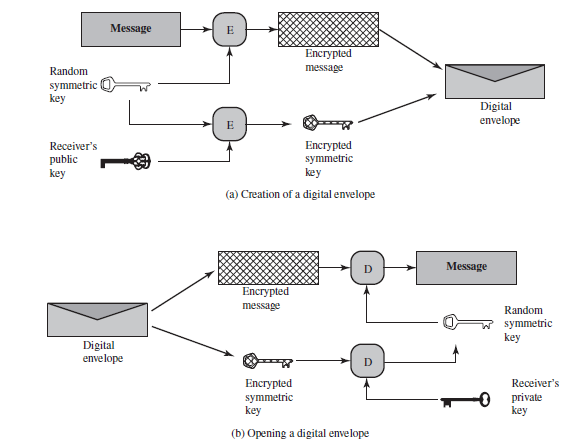 Message
E
Encrypted
message
Random
symmetric
key
Digital
envelope
E
Receiver's
public
key
Encrypted
symmetric
key
(a) Creation of a digital envelope
D
Message
Encrypted
message
Random
symmetric
key
Digital
envelope
D
Encrypted
symmetric
key
Receiver's
private
key
(b) Opening a digital envelope